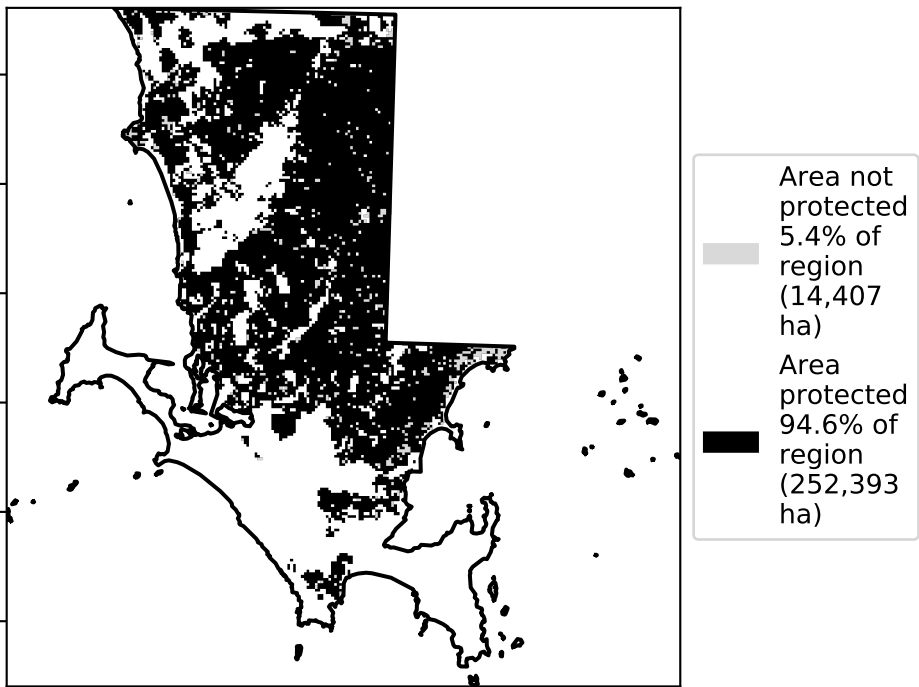 Area not
protected
5.4% of
region
(14,407
ha)
Area
protected
94.6% of
region
(252,393
ha)